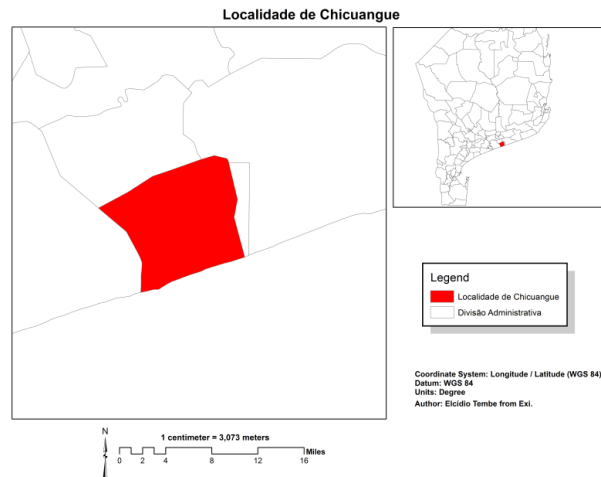 Localidade de Chicuangue
Legend
Localidade de Chicuangue
Divisão Administrativa
Coordinate System: Longitude / Latitude (WGS 84)
Datum: WGS 84
Units: Degree
Author: Elcídio Tembe from Exi.
N
1 centimeter = 3,073 meters
Miles
0 2 4 8 12 16